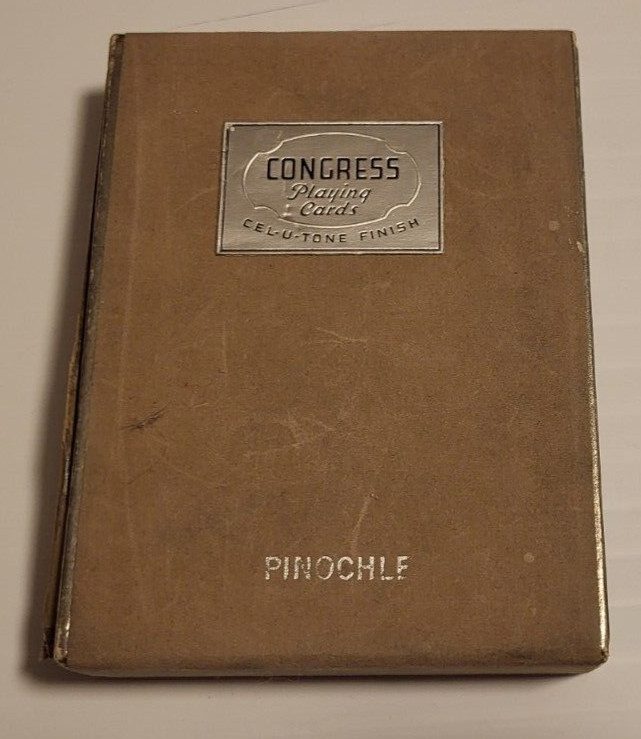 CONGRESS
Playing
Cards
CEL-U-TONE FINISH
PINOCHLE